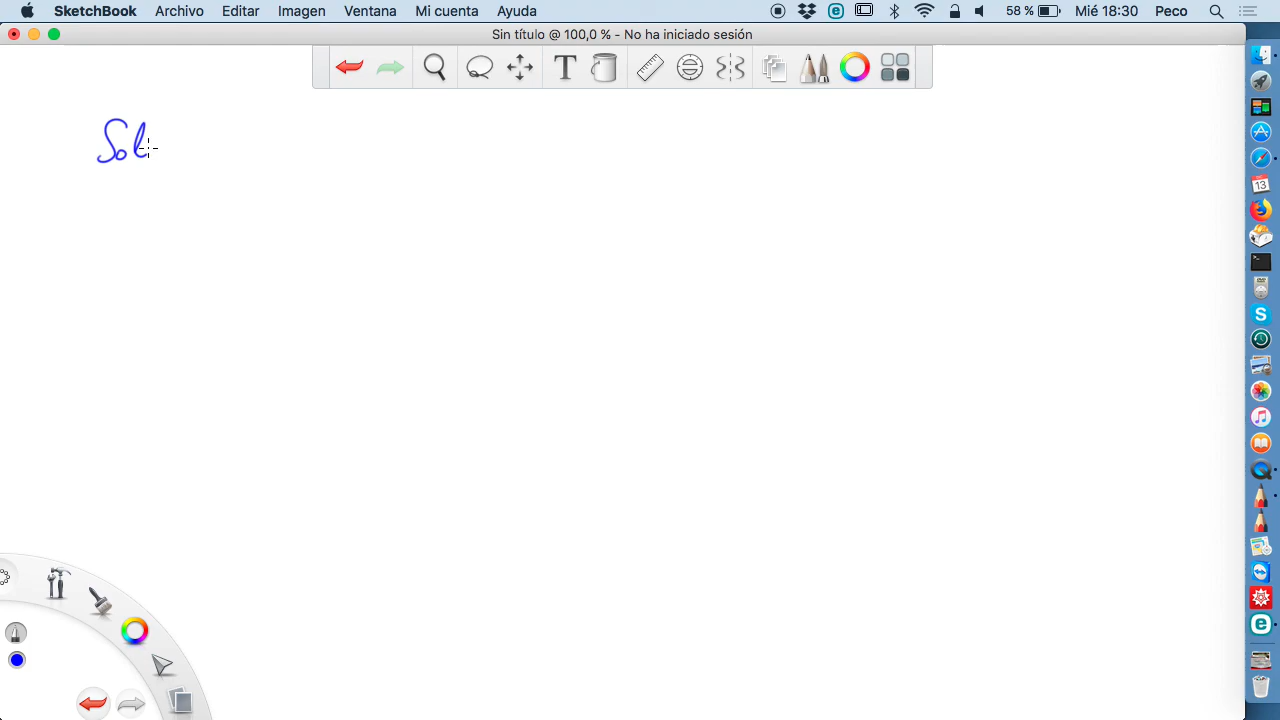 SketchBook Archivo Editar Imagen Ventana Mi cuenta Ayuda 58 % Mié 18:30 Peco
Sin título @ 100,0 % - No ha iniciado sesión
T
Sol
13
S